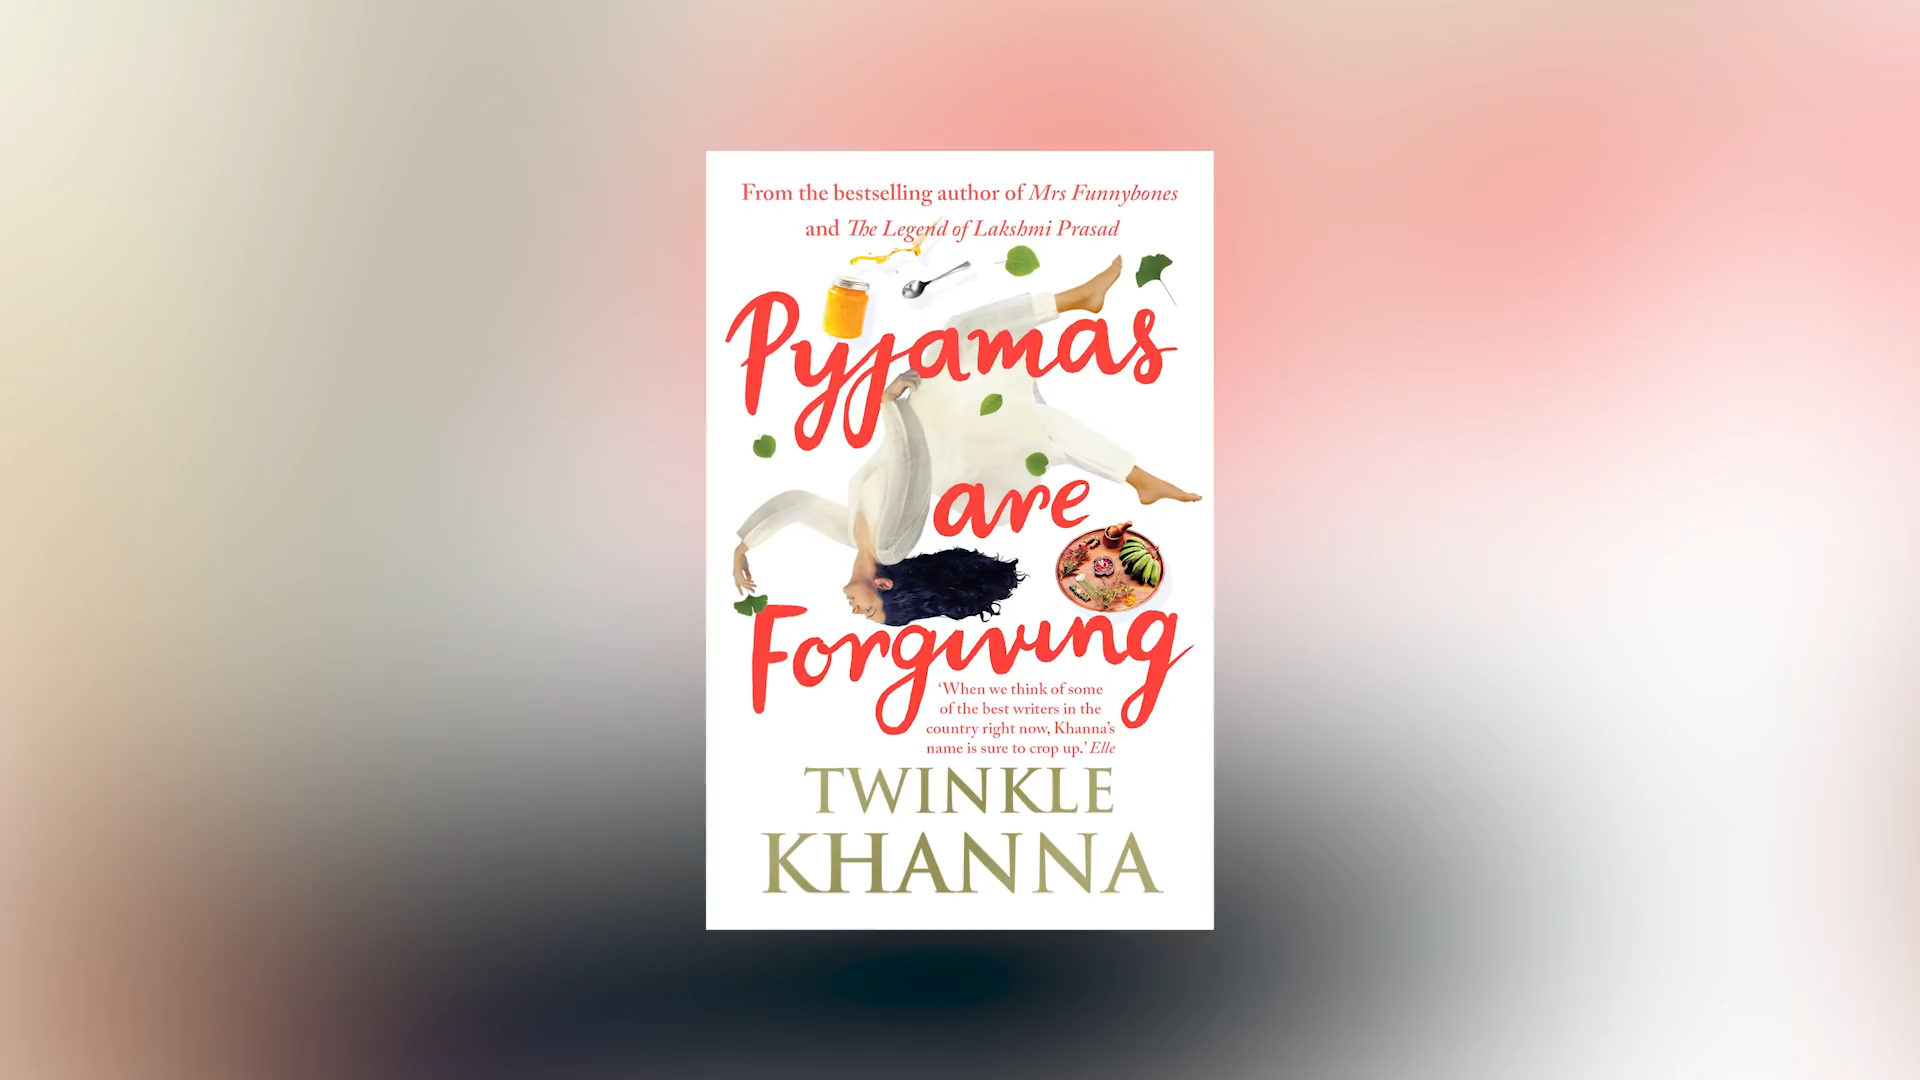 From the bestselling author of Mrs Funnybones
and The Legend of Lakshmi Prasad
Pyjamas
are
Forgiving
‘When we think of some
of the best writers in the
country right now, Khanna’s
name is sure to crop up.’ Elle
TWINKLE
KHANNA